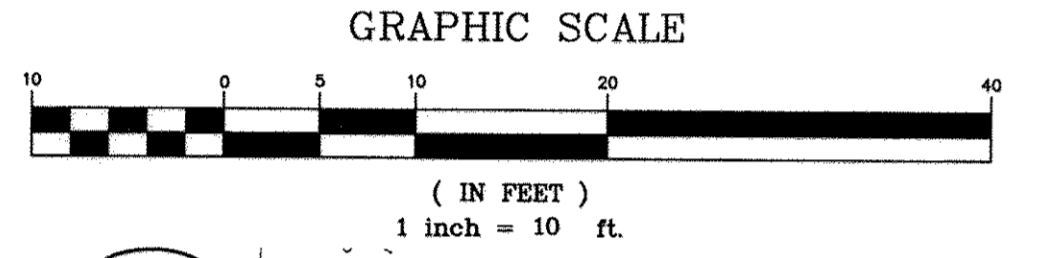 GRAPHIC SCALE
10 0 5 10 20 40
( IN FEET )
1 inch = 10 ft.